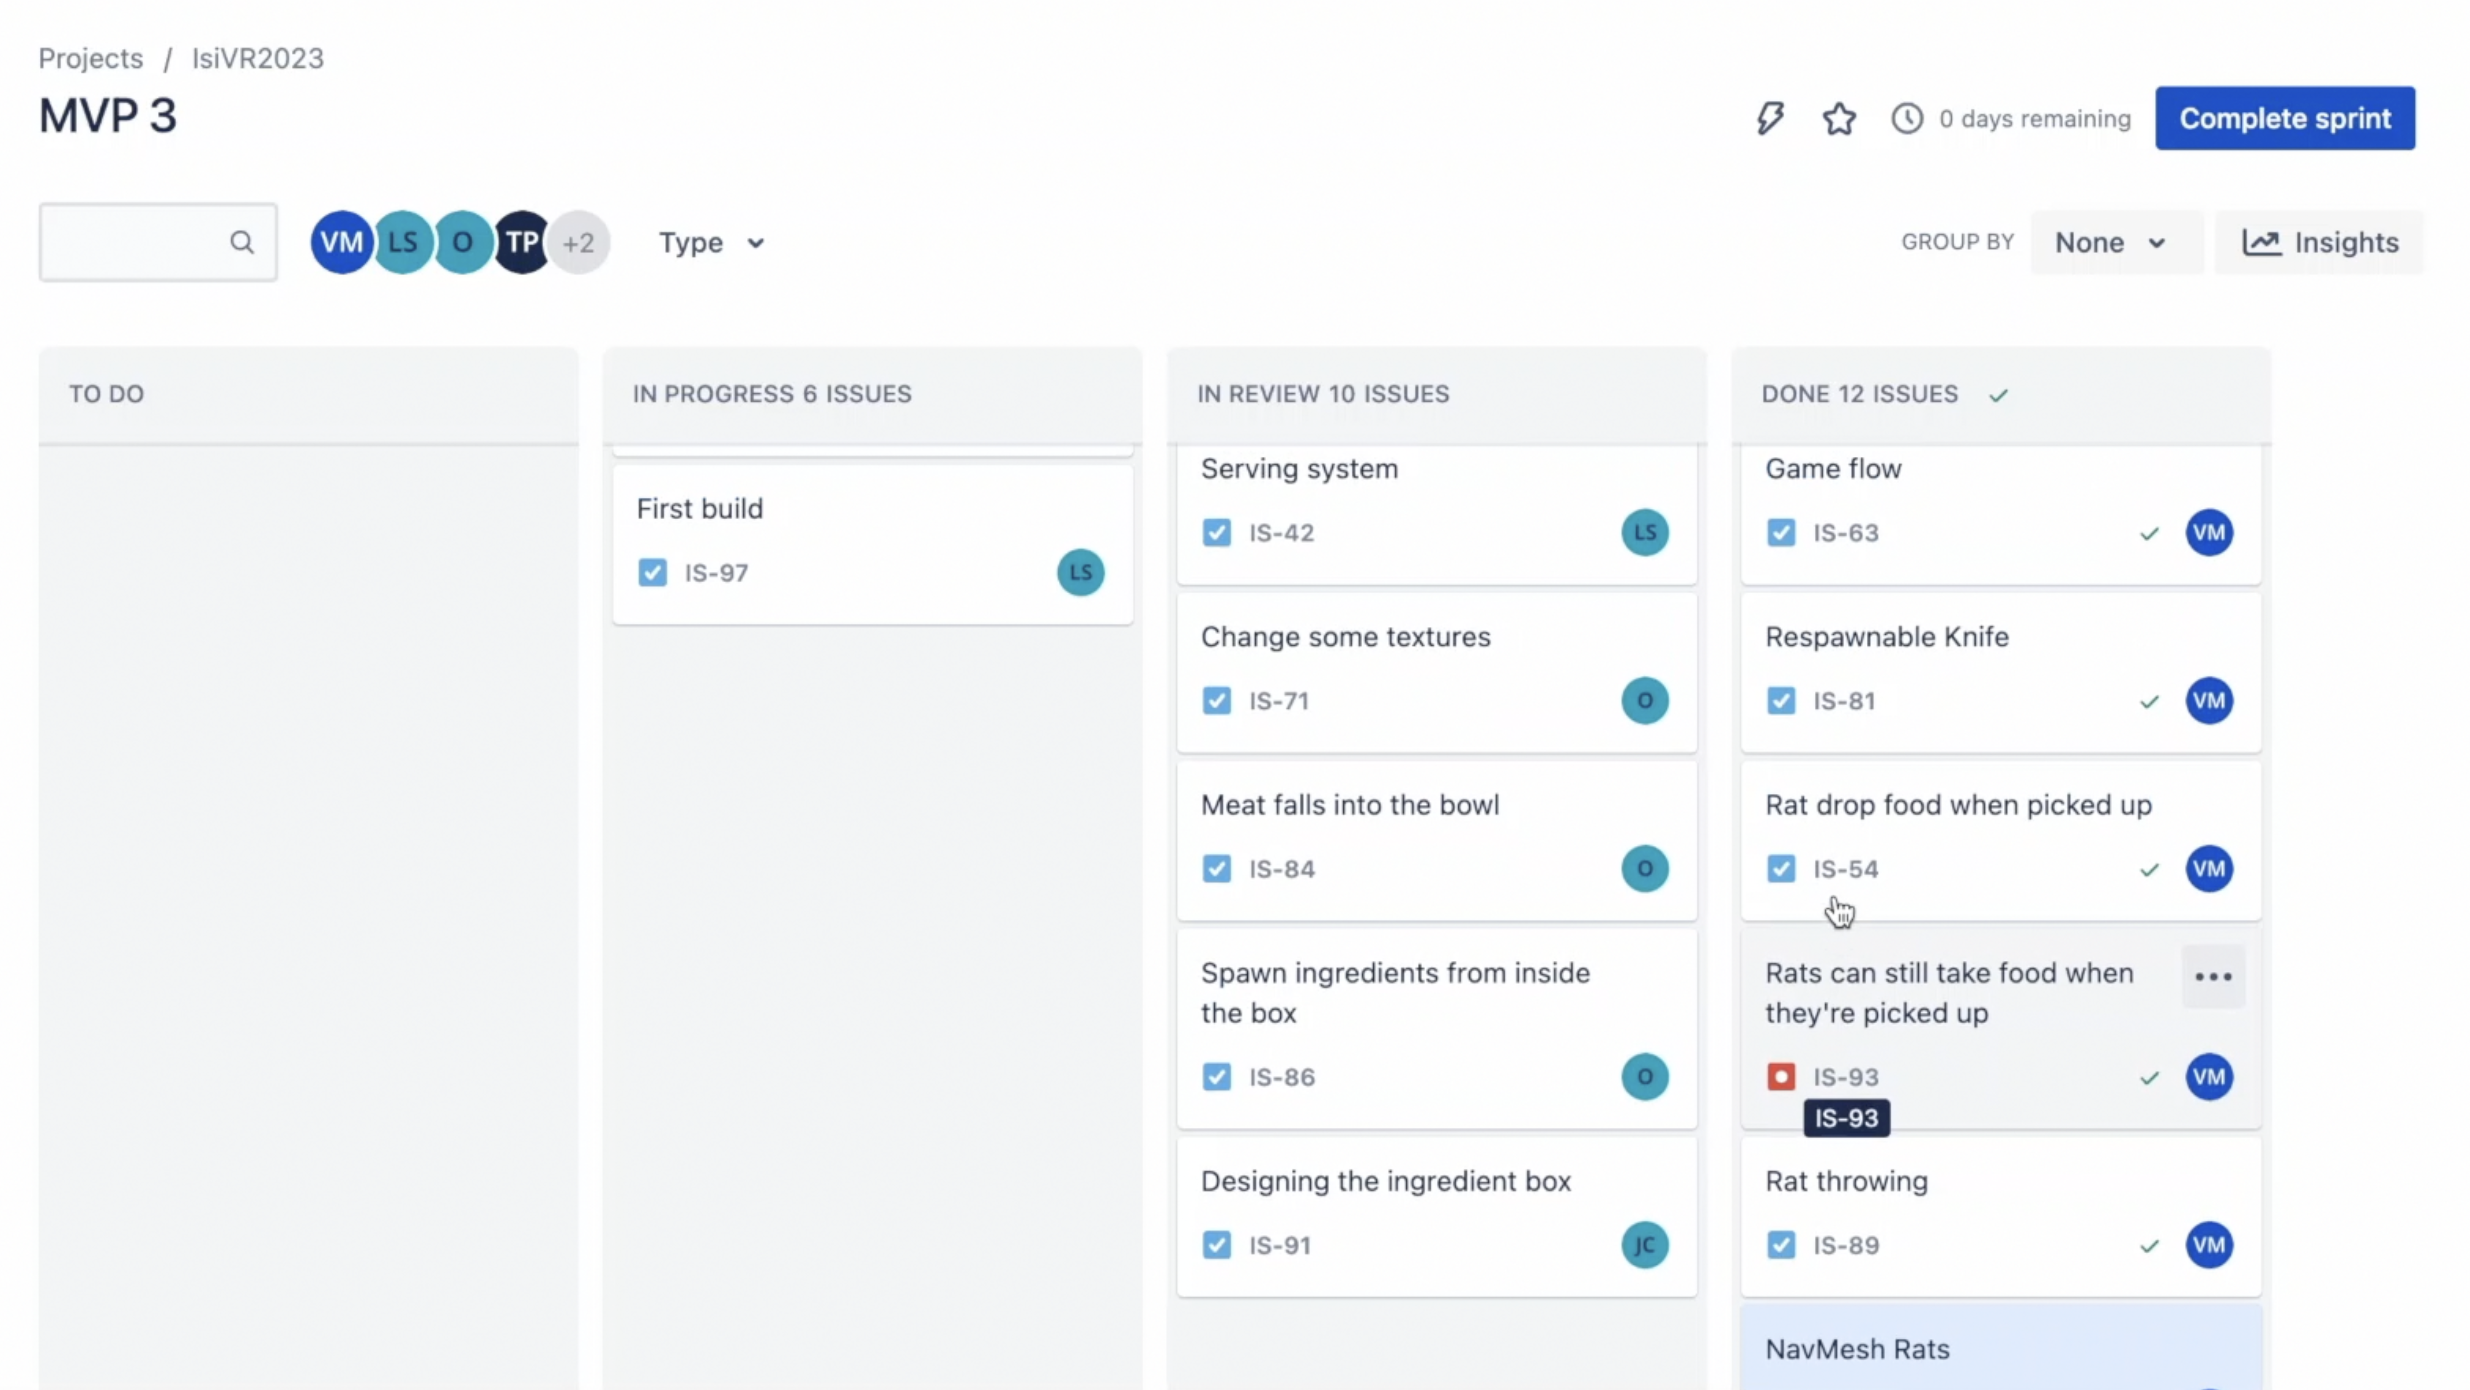 Projects / IsiVR2023
MVP 3
0 days remaining
Complete sprint
VM LS O TP +2
Type
GROUP BY None
Insights
TO DO
IN PROGRESS 6 ISSUES
First build
IS-97 LS
IN REVIEW 10 ISSUES
Serving system
IS-42 LS
Change some textures
IS-71 O
Meat falls into the bowl
IS-84 O
Spawn ingredients from inside
the box
IS-86 O
Designing the ingredient box
IS-91 JC
DONE 12 ISSUES
Game flow
IS-63 VM
Respawnable Knife
IS-81 VM
Rat drop food when picked up
IS-54 VM
Rats can still take food when
they're picked up
IS-93 VM
IS-93
Rat throwing
IS-89 VM
NavMesh Rats